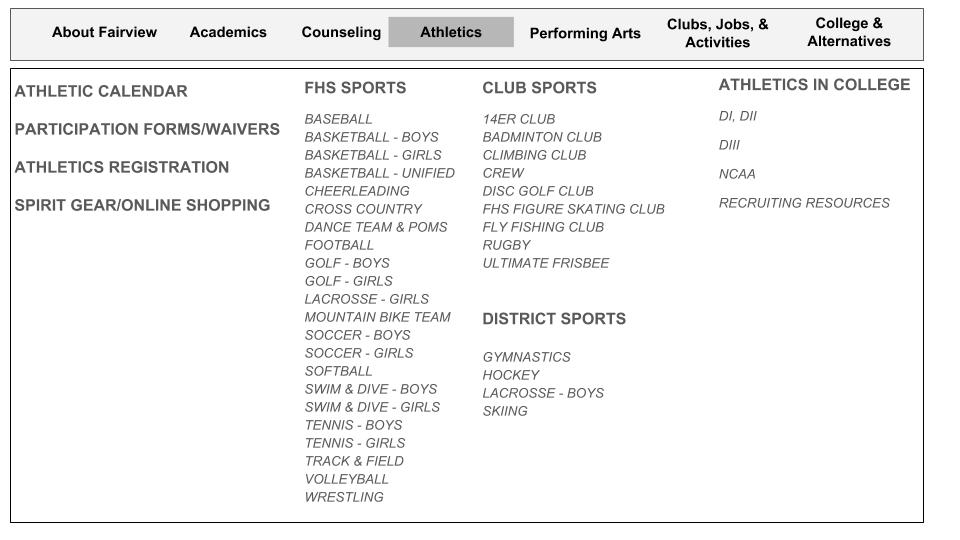 About Fairview
Academics
Counseling
Athletics
Performing Arts
Clubs, Jobs, &
Activities
College &
Alternatives
ATHLETIC CALENDAR
PARTICIPATION FORMS/WAIVERS
ATHLETICS REGISTRATION
SPIRIT GEAR/ONLINE SHOPPING
FHS SPORTS
BASEBALL
BASKETBALL - BOYS
BASKETBALL - GIRLS
BASKETBALL - UNIFIED
CHEERLEADING
CROSS COUNTRY
DANCE TEAM & POMS
FOOTBALL
GOLF - BOYS
GOLF - GIRLS
LACROSSE - GIRLS
MOUNTAIN BIKE TEAM
SOCCER - BOYS
SOCCER - GIRLS
SOFTBALL
SWIM & DIVE - BOYS
SWIM & DIVE - GIRLS
TENNIS - BOYS
TENNIS - GIRLS
TRACK & FIELD
VOLLEYBALL
WRESTLING
CLUB SPORTS
14ER CLUB
BADMINTON CLUB
CLIMBING CLUB
CREW
DISC GOLF CLUB
FHS FIGURE SKATING CLUB
FLY FISHING CLUB
RUGBY
ULTIMATE FRISBEE
DISTRICT SPORTS
GYMNASTICS
HOCKEY
LACROSSE - BOYS
SKIING
ATHLETICS IN COLLEGE
DI, DII
DIII
NCAA
RECRUITING RESOURCES